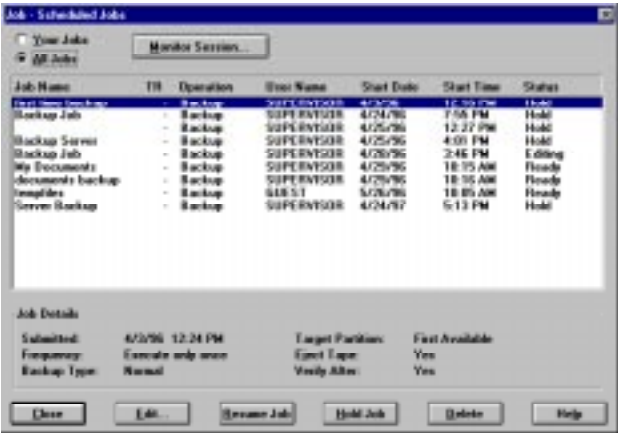 Job - Scheduled Jobs
Your Jobs
All Jobs
Monitor Session...
Job Name TR Operation User Name Start Date Start Time Status
first time backup - Backup SUPERVISOR 4/3/96 12:16 PM Hold
Backup Job - Backup SUPERVISOR 4/24/96 7:55 PM Hold
- Backup SUPERVISOR 4/25/96 12:27 PM Hold
Backup Server - Backup SUPERVISOR 4/28/96 4:01 PM Hold
Backup Job - Backup SUPERVISOR 4/28/96 3:46 PM Editing
My Documents - Backup SUPERVISOR 4/29/96 10:15 AM Ready
documents backup - Backup SUPERVISOR 4/29/96 10:16 AM Ready
tempfiles - Backup GUEST 5/26/96 10:05 AM Ready
Server Backup - Backup SUPERVISOR 4/24/97 5:13 PM Hold
Job Details
Submitted: 4/3/96 12:24 PM Target Partition: First Available
Frequency: Execute only once Eject Tape: Yes
Backup Type: Normal Verify After: Yes
Close Edit... Resume Job Hold Job Delete Help